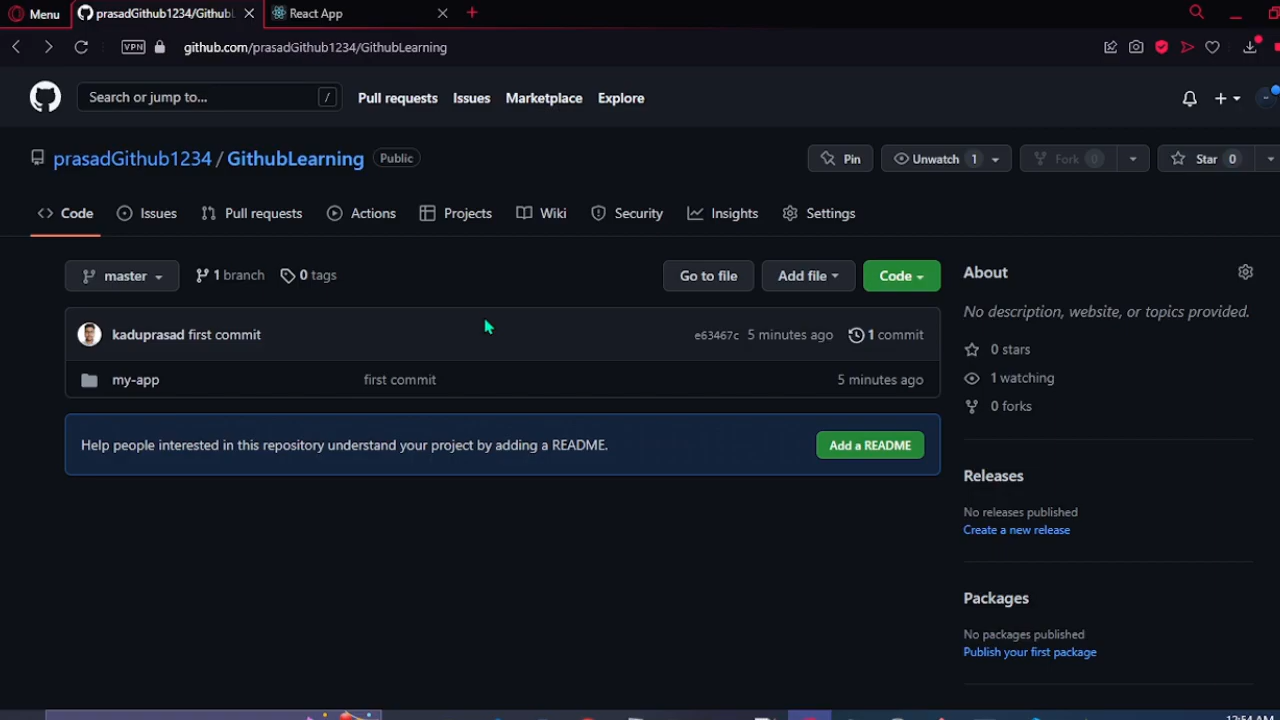 Menu prasadGithub1234/Github React App
VPN github.com/prasadGithub1234/GithubLearning
Search or jump to... / Pull requests Issues Marketplace Explore
prasadGithub1234 / GithubLearning Public Pin Unwatch 1 Fork 0 Star 0
Code Issues Pull requests Actions Projects Wiki Security Insights Settings
master 1 branch 0 tags Go to file Add file Code
kaduprasad first commit e63467c 5 minutes ago 1 commit
my-app first commit 5 minutes ago
Help people interested in this repository understand your project by adding a README. Add a README
About
No description, website, or topics provided.
0 stars
1 watching
0 forks
Releases
No releases published
Create a new release
Packages
No packages published
Publish your first package